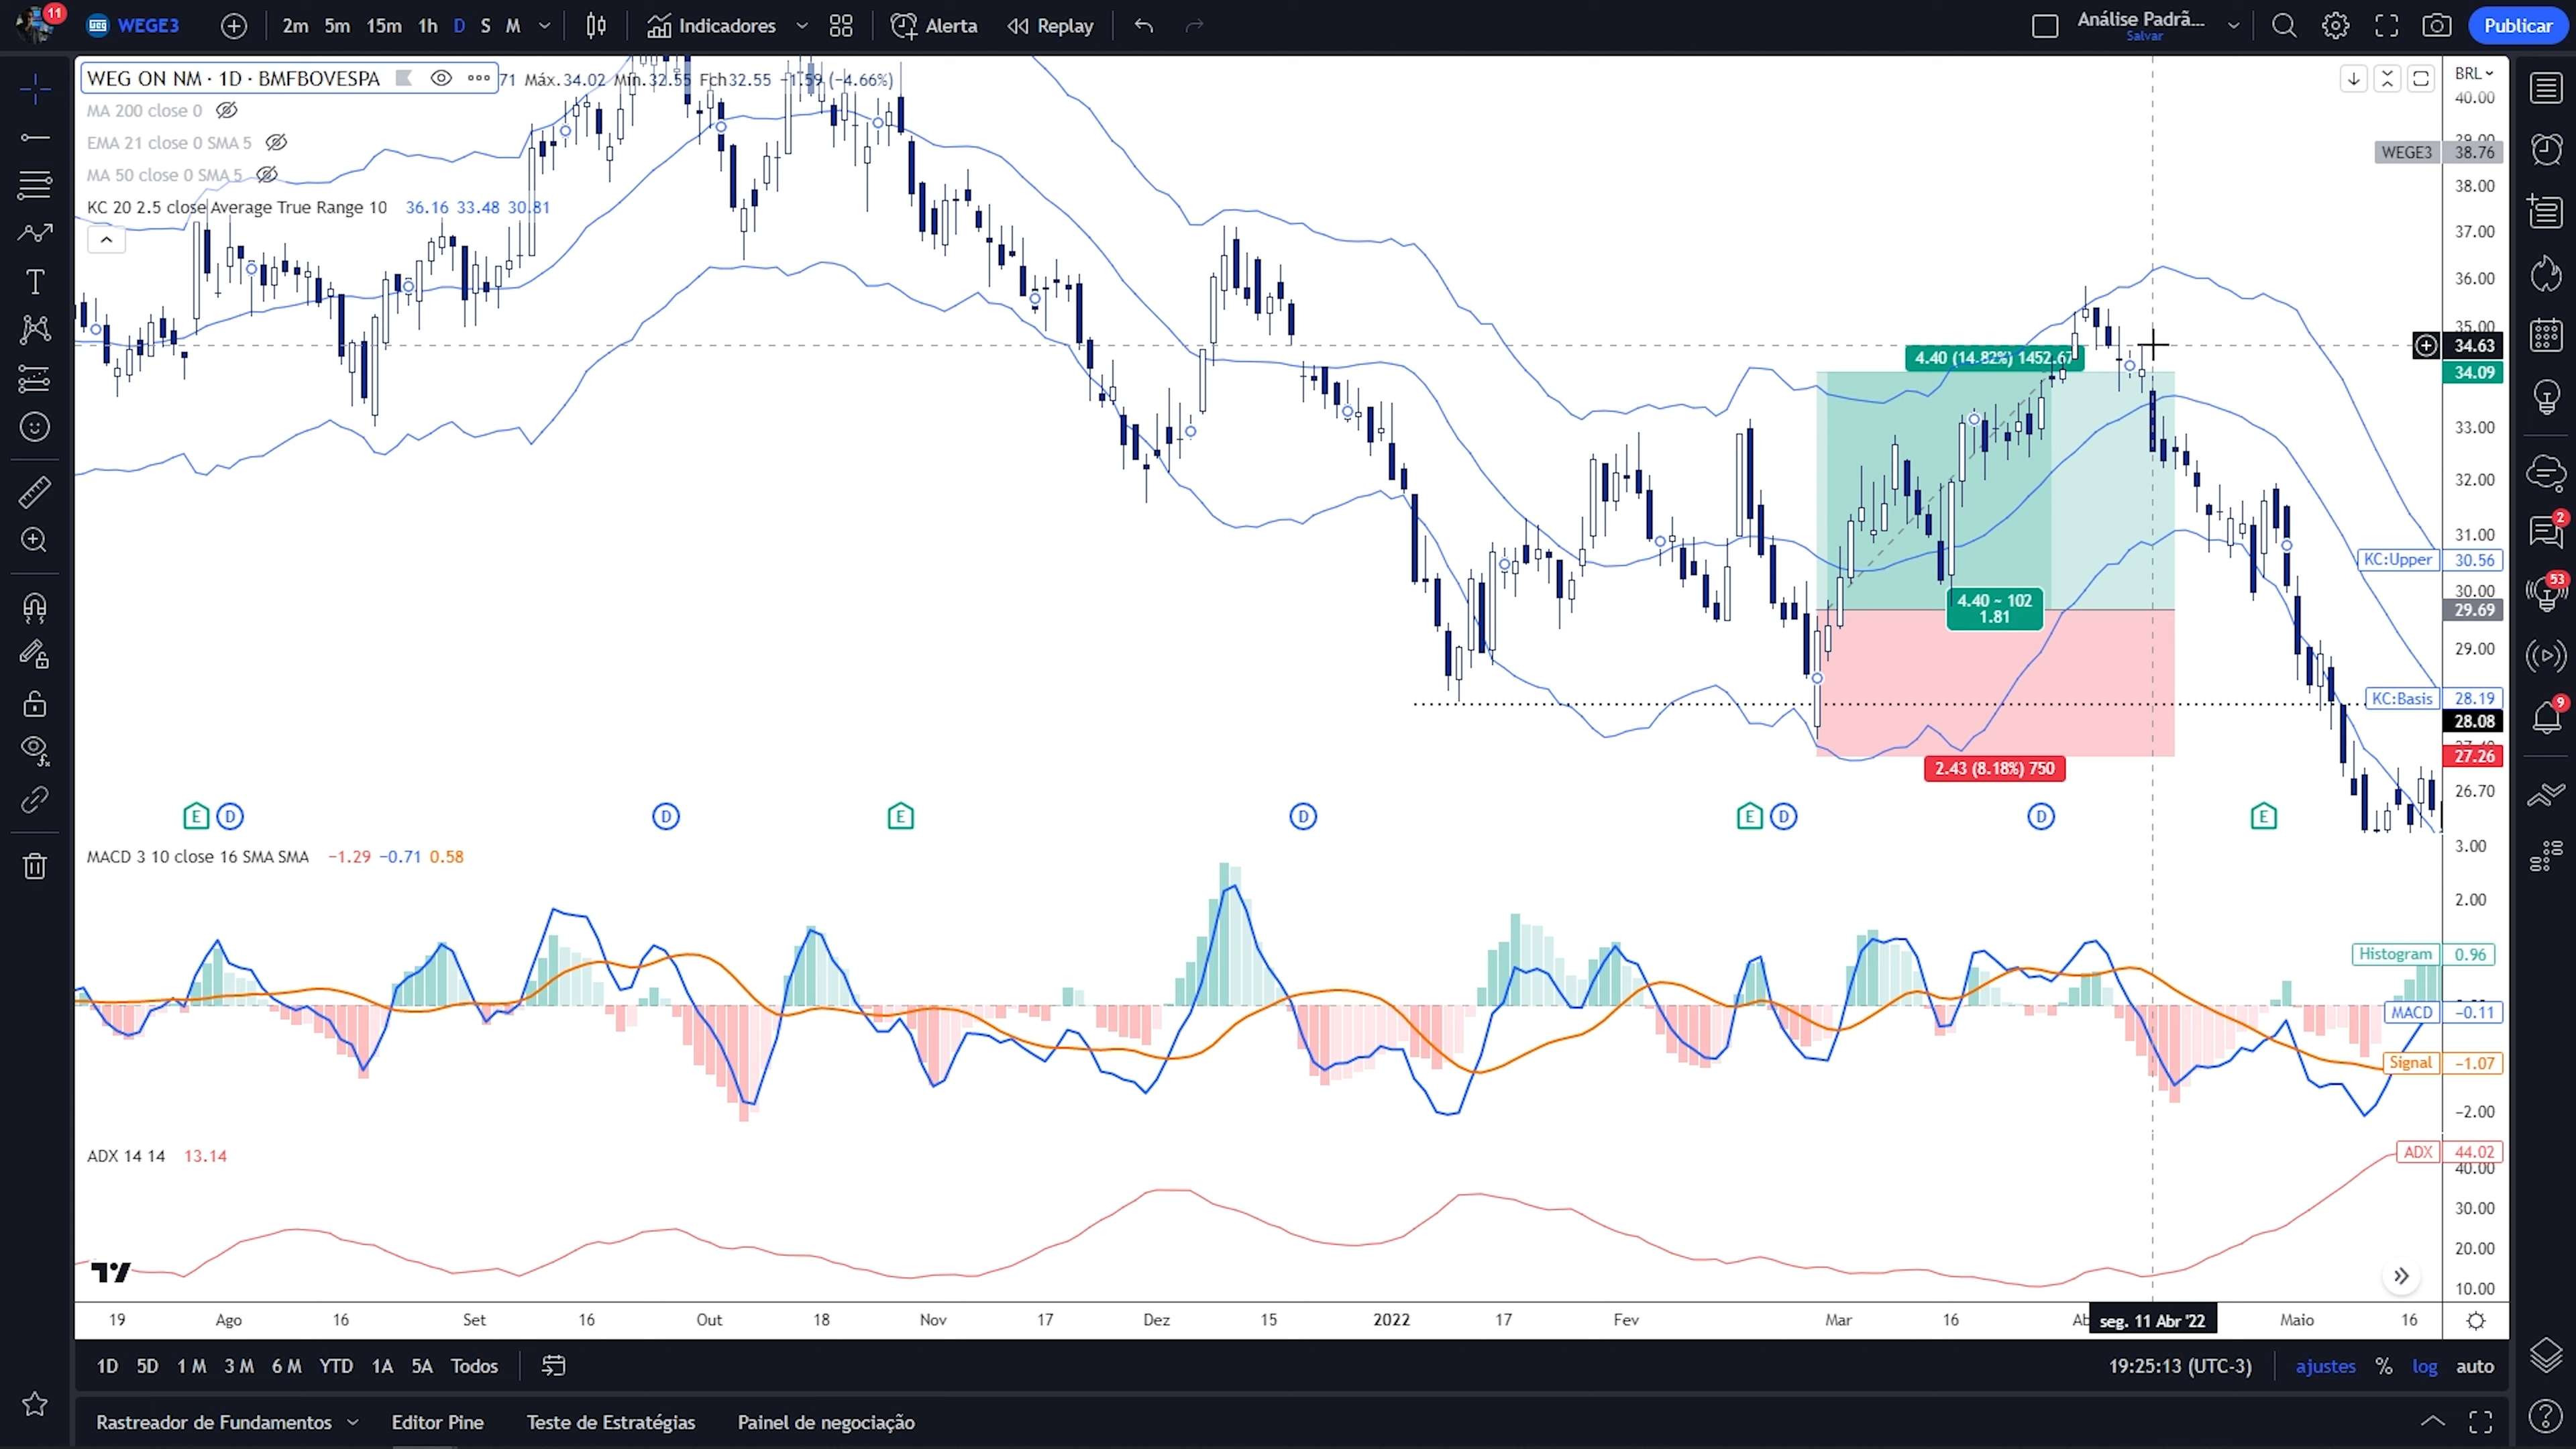 11
WEGE3
2m 5m 15m 1h D S M
Indicadores
Alerta
Replay
Análise Padrã...
Salvar
Publicar
WEG ON NM · 1D · BMFBOVESPA
71 Máx.34.02 Mín.32.55 Fch32.55 −1.59 (−4.66%)
MA 200 close 0
EMA 21 close 0 SMA 5
MA 50 close 0 SMA 5
KC 20 2.5 close Average True Range 10 36.16 33.48 30.81
BRL
40.00
39.00
WEGE3 38.76
38.00
37.00
36.00
35.00
34.63
34.09
33.00
32.00
31.00
KC:Upper 30.56
30.00
29.69
29.00
KC:Basis 28.19
28.08
27.26
26.70
4.40 (14.82%) 1452.67
4.40 ~ 102
1.81
2.43 (8.18%) 750
E D D E D E D D E
MACD 3 10 close 16 SMA SMA −1.29 −0.71 0.58
3.00
2.00
Histogram 0.96
MACD −0.11
Signal −1.07
−2.00
ADX 14 14 13.14
ADX 44.02
40.00
30.00
20.00
10.00
19 Ago 16 Set 16 Out 18 Nov 17 Dez 15 2022 17 Fev Mar 16 Ab seg. 11 Abr '22 Maio 16
1D 5D 1 M 3 M 6 M YTD 1A 5A Todos
19:25:13 (UTC-3)
ajustes % log auto
Rastreador de Fundamentos
Editor Pine
Teste de Estratégias
Painel de negociação
2
53
9